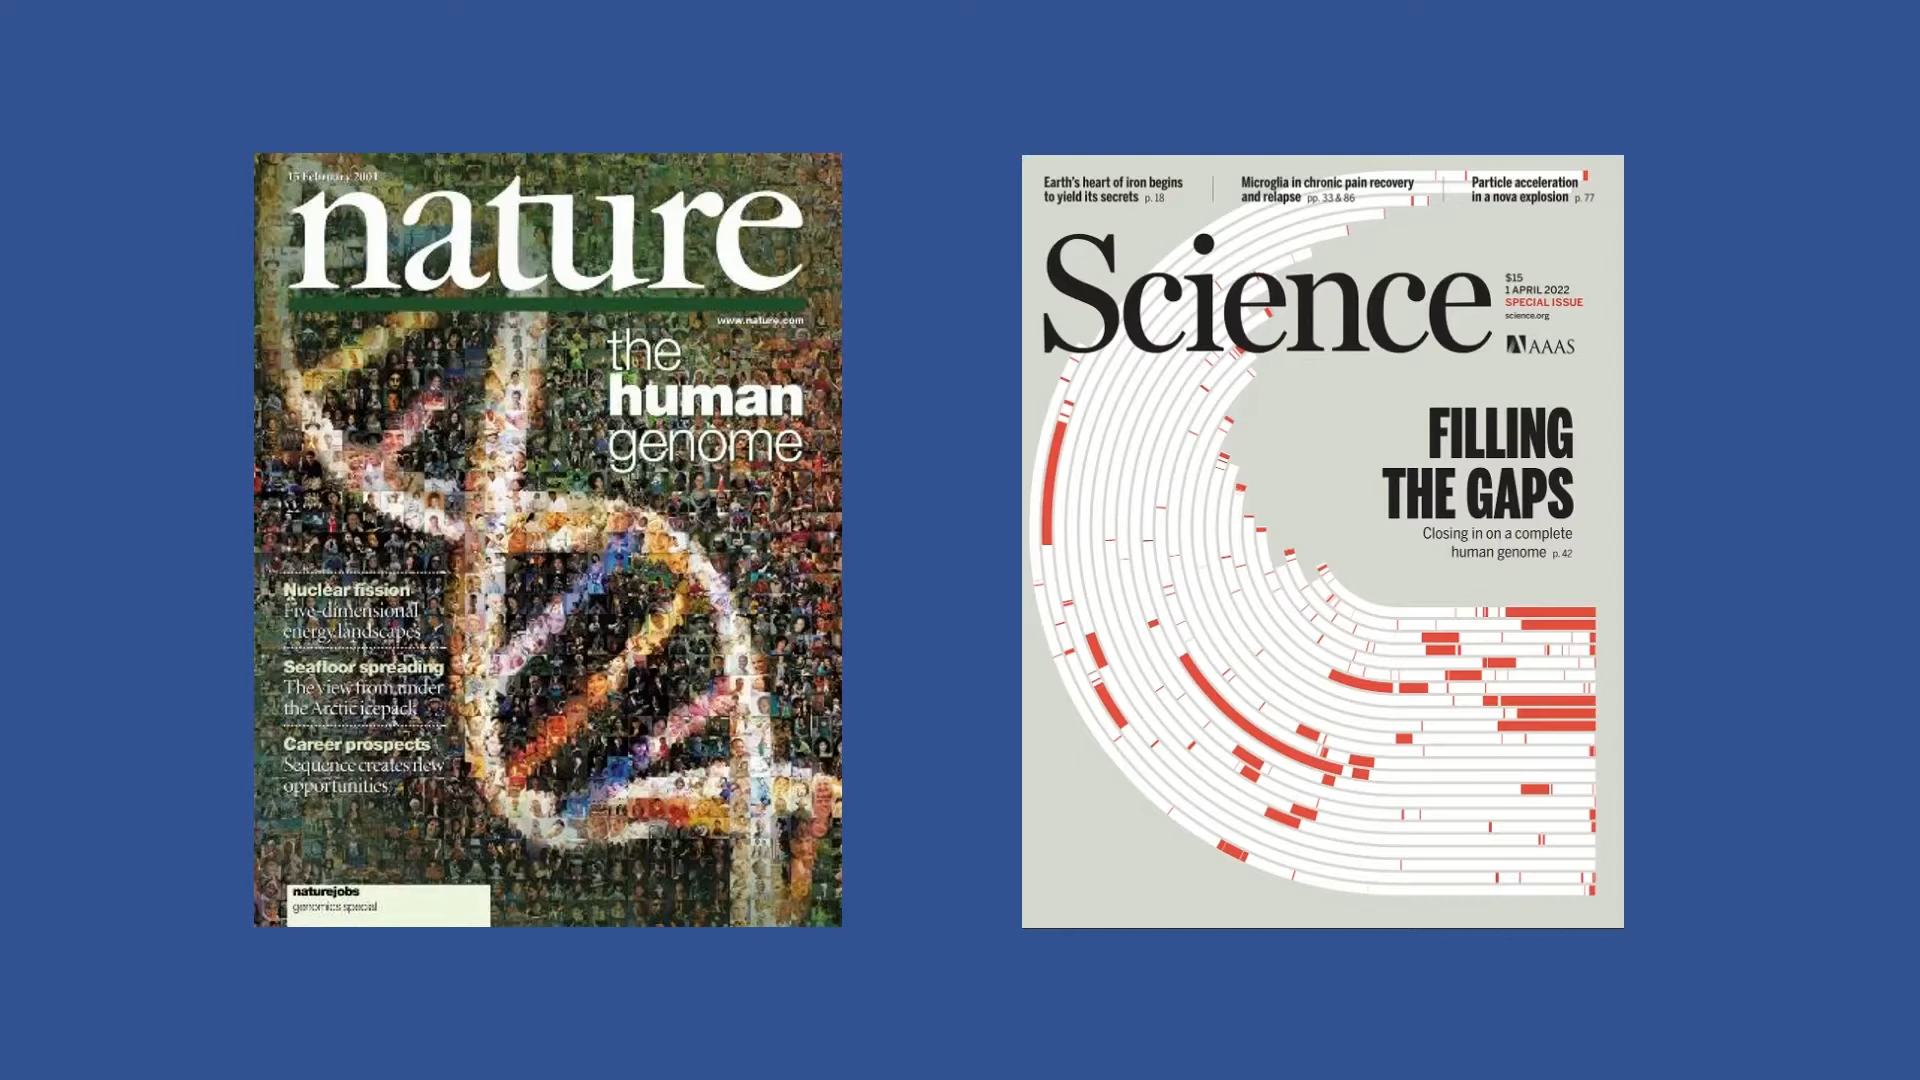 15 February 2001
nature
www.nature.com
the
human
genome
Nuclear fission
Five-dimensional
energy landscapes
Seafloor spreading
The view from under
the Arctic icepack
Career prospects
Sequence creates new
opportunities
naturejobs
genomics special
Earth's heart of iron begins
to yield its secrets p. 18
Microglia in chronic pain recovery
and relapse pp. 33 & 86
Particle acceleration
in a nova explosion p. 77
Science
$15
1 APRIL 2022
SPECIAL ISSUE
science.org
AAAS
FILLING
THE GAPS
Closing in on a complete
human genome p. 42